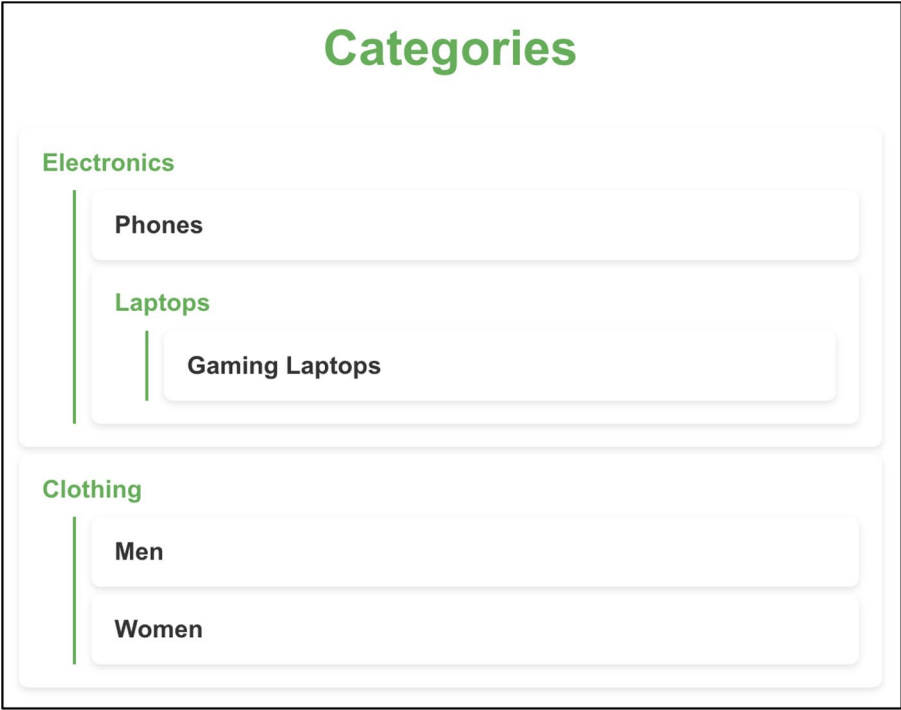 Categories
Electronics
Phones
Laptops
Gaming Laptops
Clothing
Men
Women